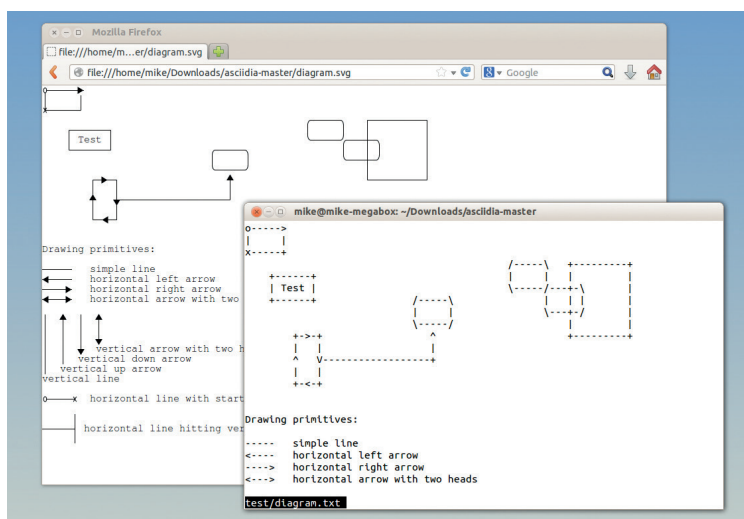 Mozilla Firefox
file:///home/m...er/diagram.svg
file:///home/mike/Downloads/asciidia-master/diagram.svg
Google
Test
Drawing primitives:
simple line
horizontal left arrow
horizontal right arrow
horizontal arrow with two
vertical arrow with two h
vertical down arrow
vertical up arrow
vertical line
horizontal line with start
horizontal line hitting ver
mike@mike-megabox: ~/Downloads/asciidia-master
o----->
|     |
x-----+
                                            /-----\   +---------+
    +------+                                |     |   |         |
    | Test |                                \-----/---+-\       |
    +------+                /-----\               |   | |       |
                            |     |               \---+-/       |
                            \-----/                   |         |
        +->-+                  ^                      +---------+
        |   |                  |
        ^   V------------------+
        |   |
        +-<-+
Drawing primitives:
-----   simple line
<----   horizontal left arrow
---->   horizontal right arrow
<--->   horizontal arrow with two heads
test/diagram.txt